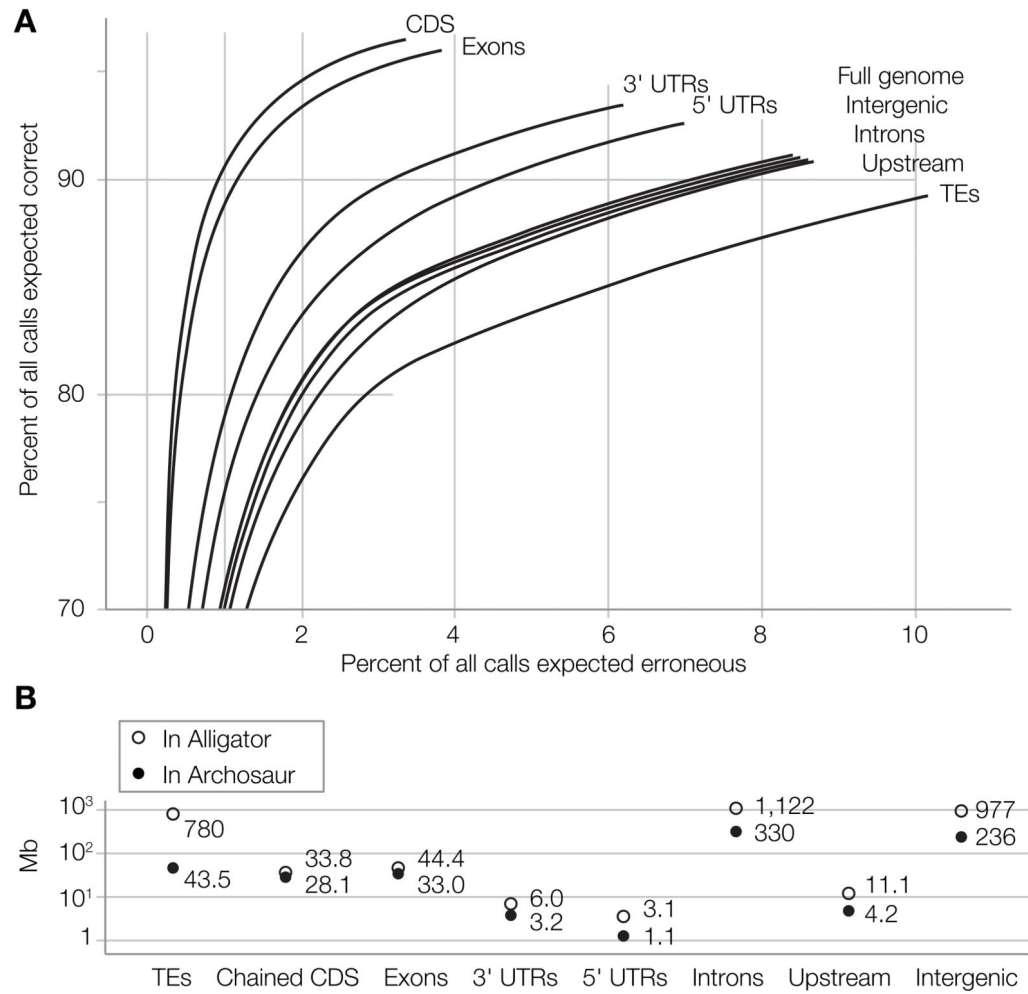 A
CDS
Exons
3' UTRs
5' UTRs
Full genome
Intergenic
Introns
Upstream
TEs
Percent of all calls expected correct
90
80
70
0 2 4 6 8 10
Percent of all calls expected erroneous
B
In Alligator
In Archosaur
Mb
10³
10²
10¹
1
780
43.5
33.8
28.1
44.4
33.0
6.0
3.2
3.1
1.1
1,122
330
11.1
4.2
977
236
TEs Chained CDS Exons 3' UTRs 5' UTRs Introns Upstream Intergenic